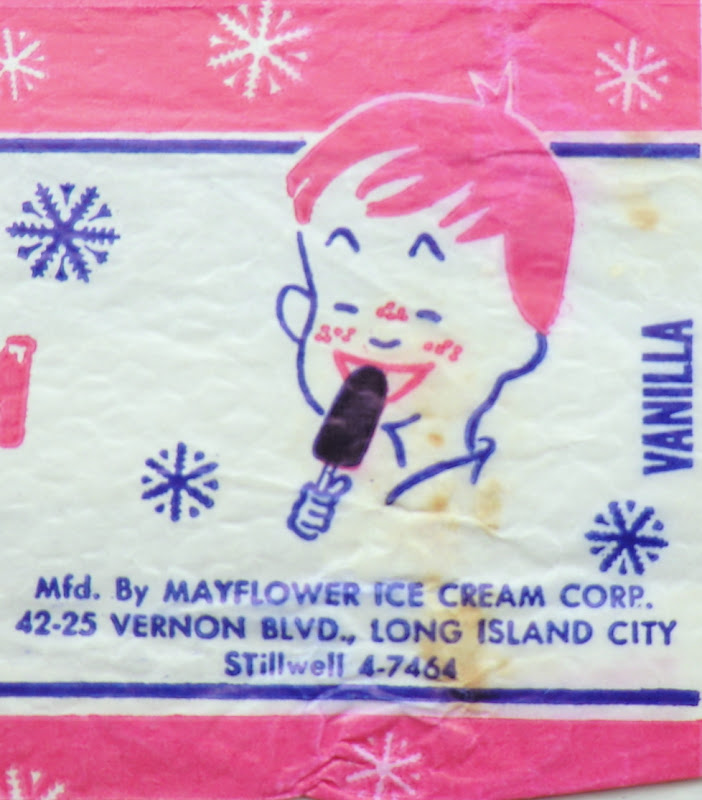 VANILLA
Mfd. By MAYFLOWER ICE CREAM CORP.
42-25 VERNON BLVD., LONG ISLAND CITY
STillwell 4-7464